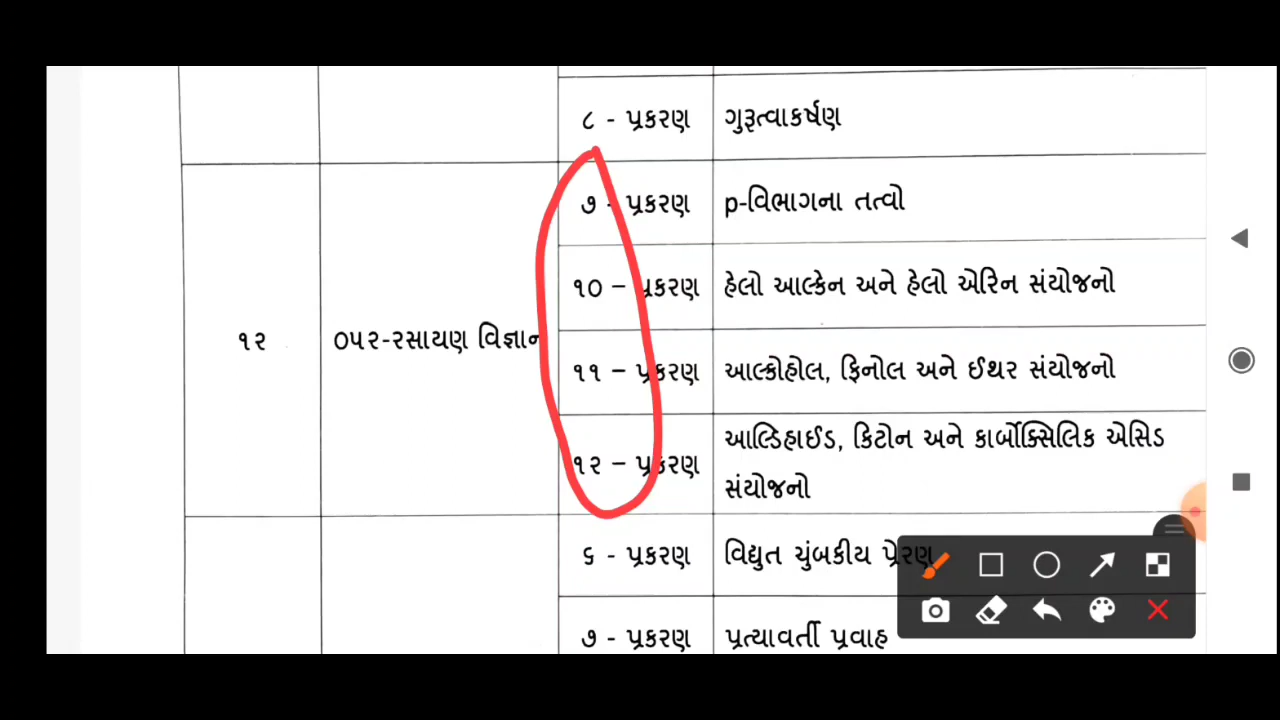 ૮ - પ્રકરણ ગુરૂત્વાકર્ષણ
૭ - પ્રકરણ p-વિભાગના તત્વો
૧૦ – પ્રકરણ હેલો આલ્કેન અને હેલો એરિન સંયોજનો
૧૨ ૦૫૨-રસાયણ વિજ્ઞાન
૧૧ – પ્રકરણ આલ્કોહોલ, ફિનોલ અને ઈથર સંયોજનો
૧૨ – પ્રકરણ આલ્ડિહાઈડ, કિટોન અને કાર્બોક્સિલિક એસિડ
સંયોજનો
૬ - પ્રકરણ વિદ્યુત ચુંબકીય પ્રેરણ
૭ - પ્રકરણ પ્રત્યાવર્તી પ્રવાહ